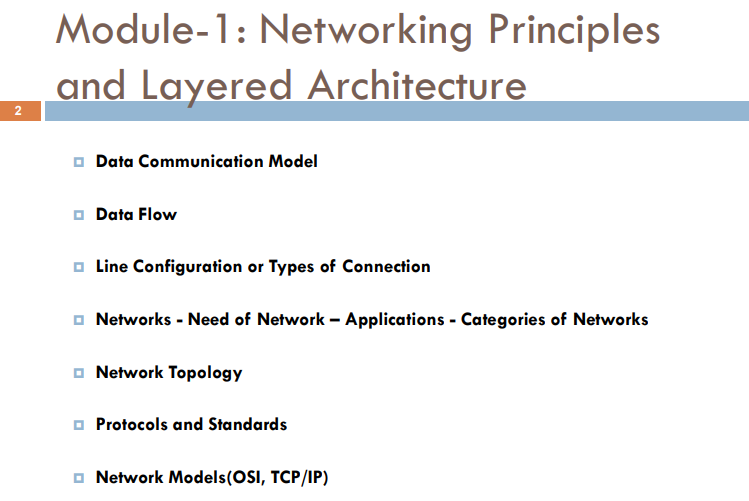 Module-1: Networking Principles
and Layered Architecture
2
Data Communication Model
Data Flow
Line Configuration or Types of Connection
Networks - Need of Network – Applications - Categories of Networks
Network Topology
Protocols and Standards
Network Models(OSI, TCP/IP)